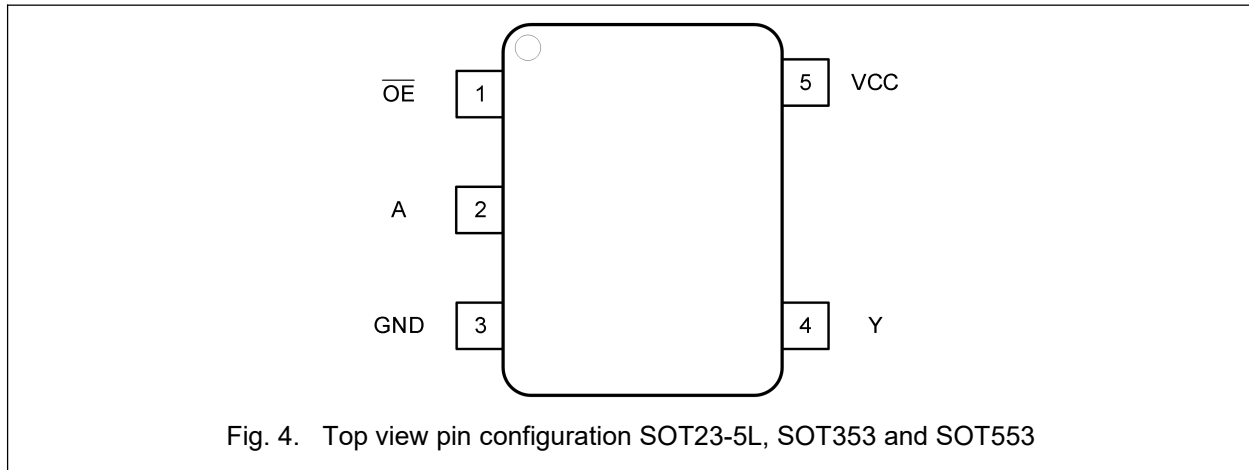 OE 1
5 VCC
A 2
GND 3
4 Y
Fig. 4. Top view pin configuration SOT23-5L, SOT353 and SOT553